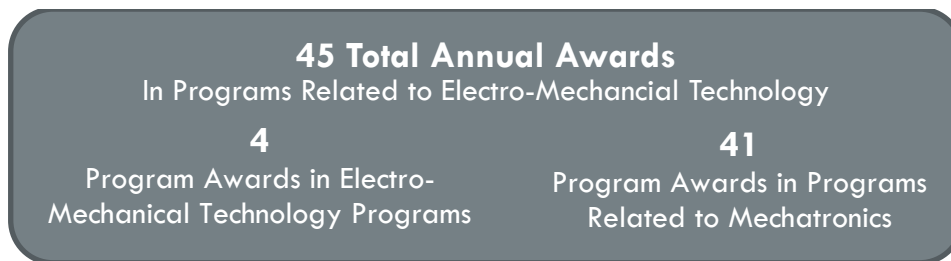 45 Total Annual Awards
In Programs Related to Electro-Mechancial Technology
4
Program Awards in Electro-
Mechanical Technology Programs
41
Program Awards in Programs
Related to Mechatronics